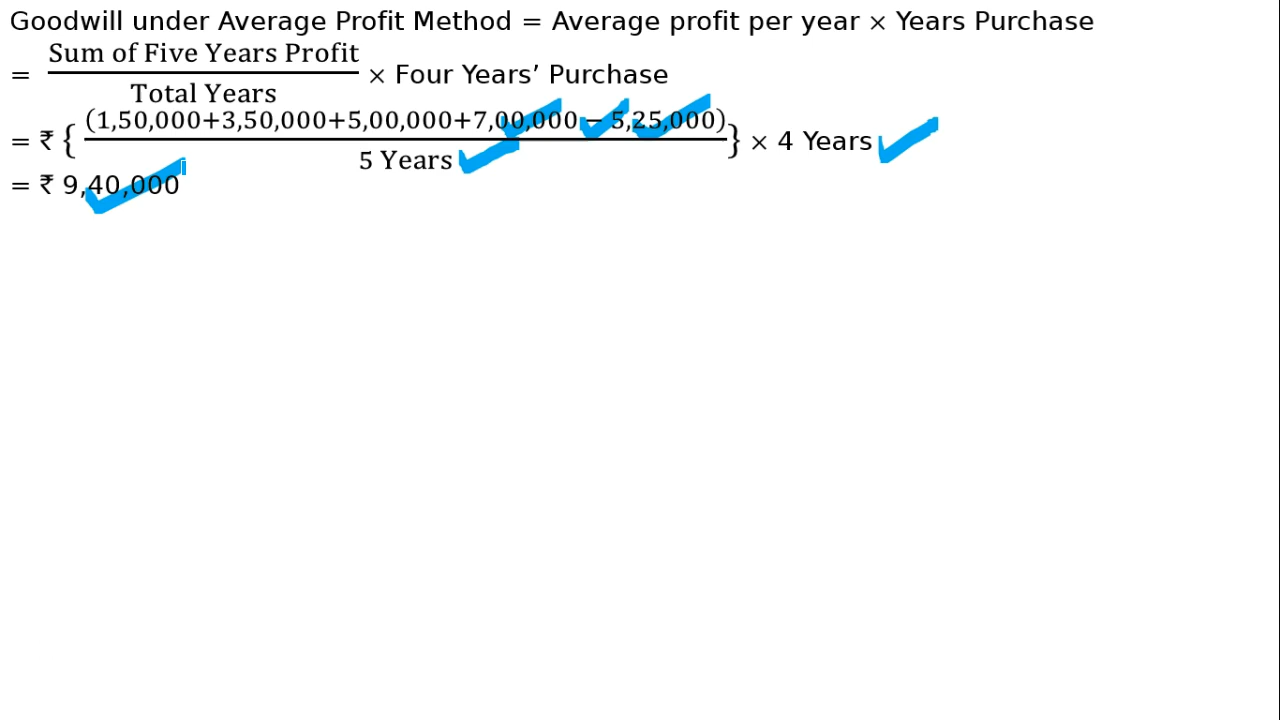 Goodwill under Average Profit Method = Average profit per year × Years Purchase
= Sum of Five Years Profit / Total Years × Four Years’ Purchase
= ₹ { (1,50,000+3,50,000+5,00,000+7,00,000 – 5,25,000) / 5 Years } × 4 Years
= ₹ 9,40,000